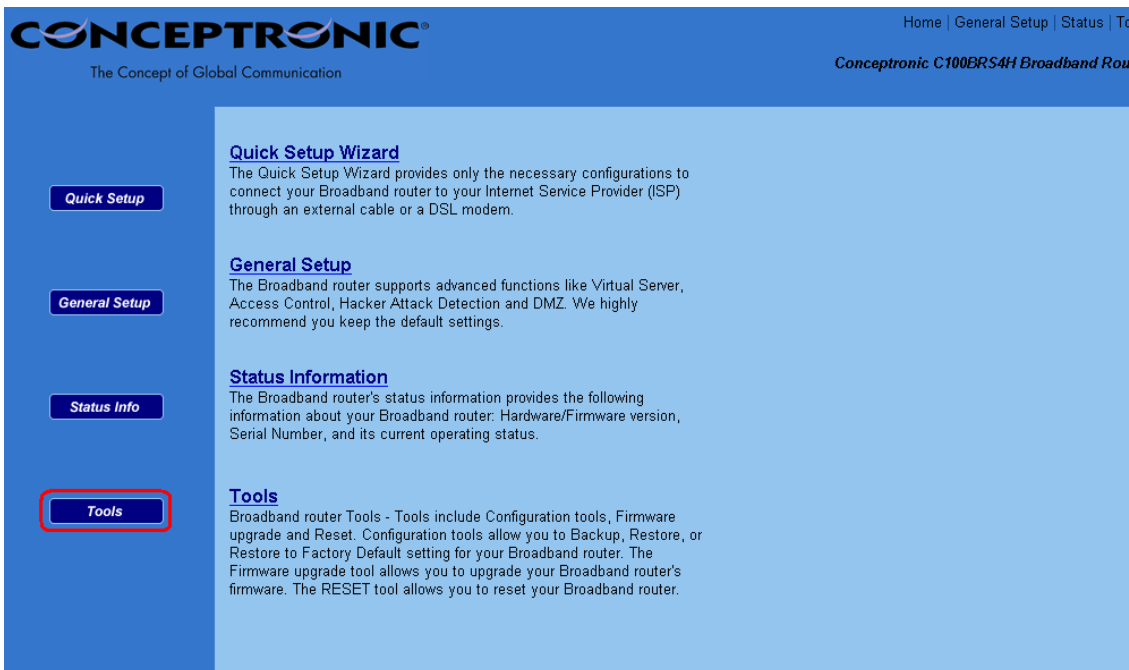 CONCEPTRONIC®
The Concept of Global Communication
Home | General Setup | Status |
Conceptronic C100BRS4H Broadband
Quick Setup
General Setup
Status Info
Tools
Quick Setup Wizard
The Quick Setup Wizard provides only the necessary configurations to
connect your Broadband router to your Internet Service Provider (ISP)
through an external cable or a DSL modem.
General Setup
The Broadband router supports advanced functions like Virtual Server,
Access Control, Hacker Attack Detection and DMZ. We highly
recommend you keep the default settings.
Status Information
The Broadband router's status information provides the following
information about your Broadband router: Hardware/Firmware version,
Serial Number, and its current operating status.
Tools
Broadband router Tools - Tools include Configuration tools, Firmware
upgrade and Reset. Configuration tools allow you to Backup, Restore, or
Restore to Factory Default setting for your Broadband router. The
Firmware upgrade tool allows you to upgrade your Broadband router's
firmware. The RESET tool allows you to reset your Broadband router.